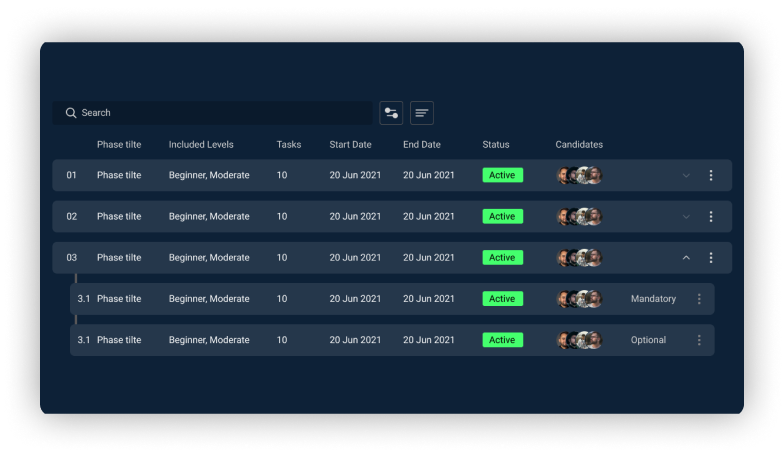 Search
Phase tilte Included Levels Tasks Start Date End Date Status Candidates
01 Phase tilte Beginner, Moderate 10 20 Jun 2021 20 Jun 2021 Active
02 Phase tilte Beginner, Moderate 10 20 Jun 2021 20 Jun 2021 Active
03 Phase tilte Beginner, Moderate 10 20 Jun 2021 20 Jun 2021 Active
3.1 Phase tilte Beginner, Moderate 10 20 Jun 2021 20 Jun 2021 Active Mandatory
3.1 Phase tilte Beginner, Moderate 10 20 Jun 2021 20 Jun 2021 Active Optional